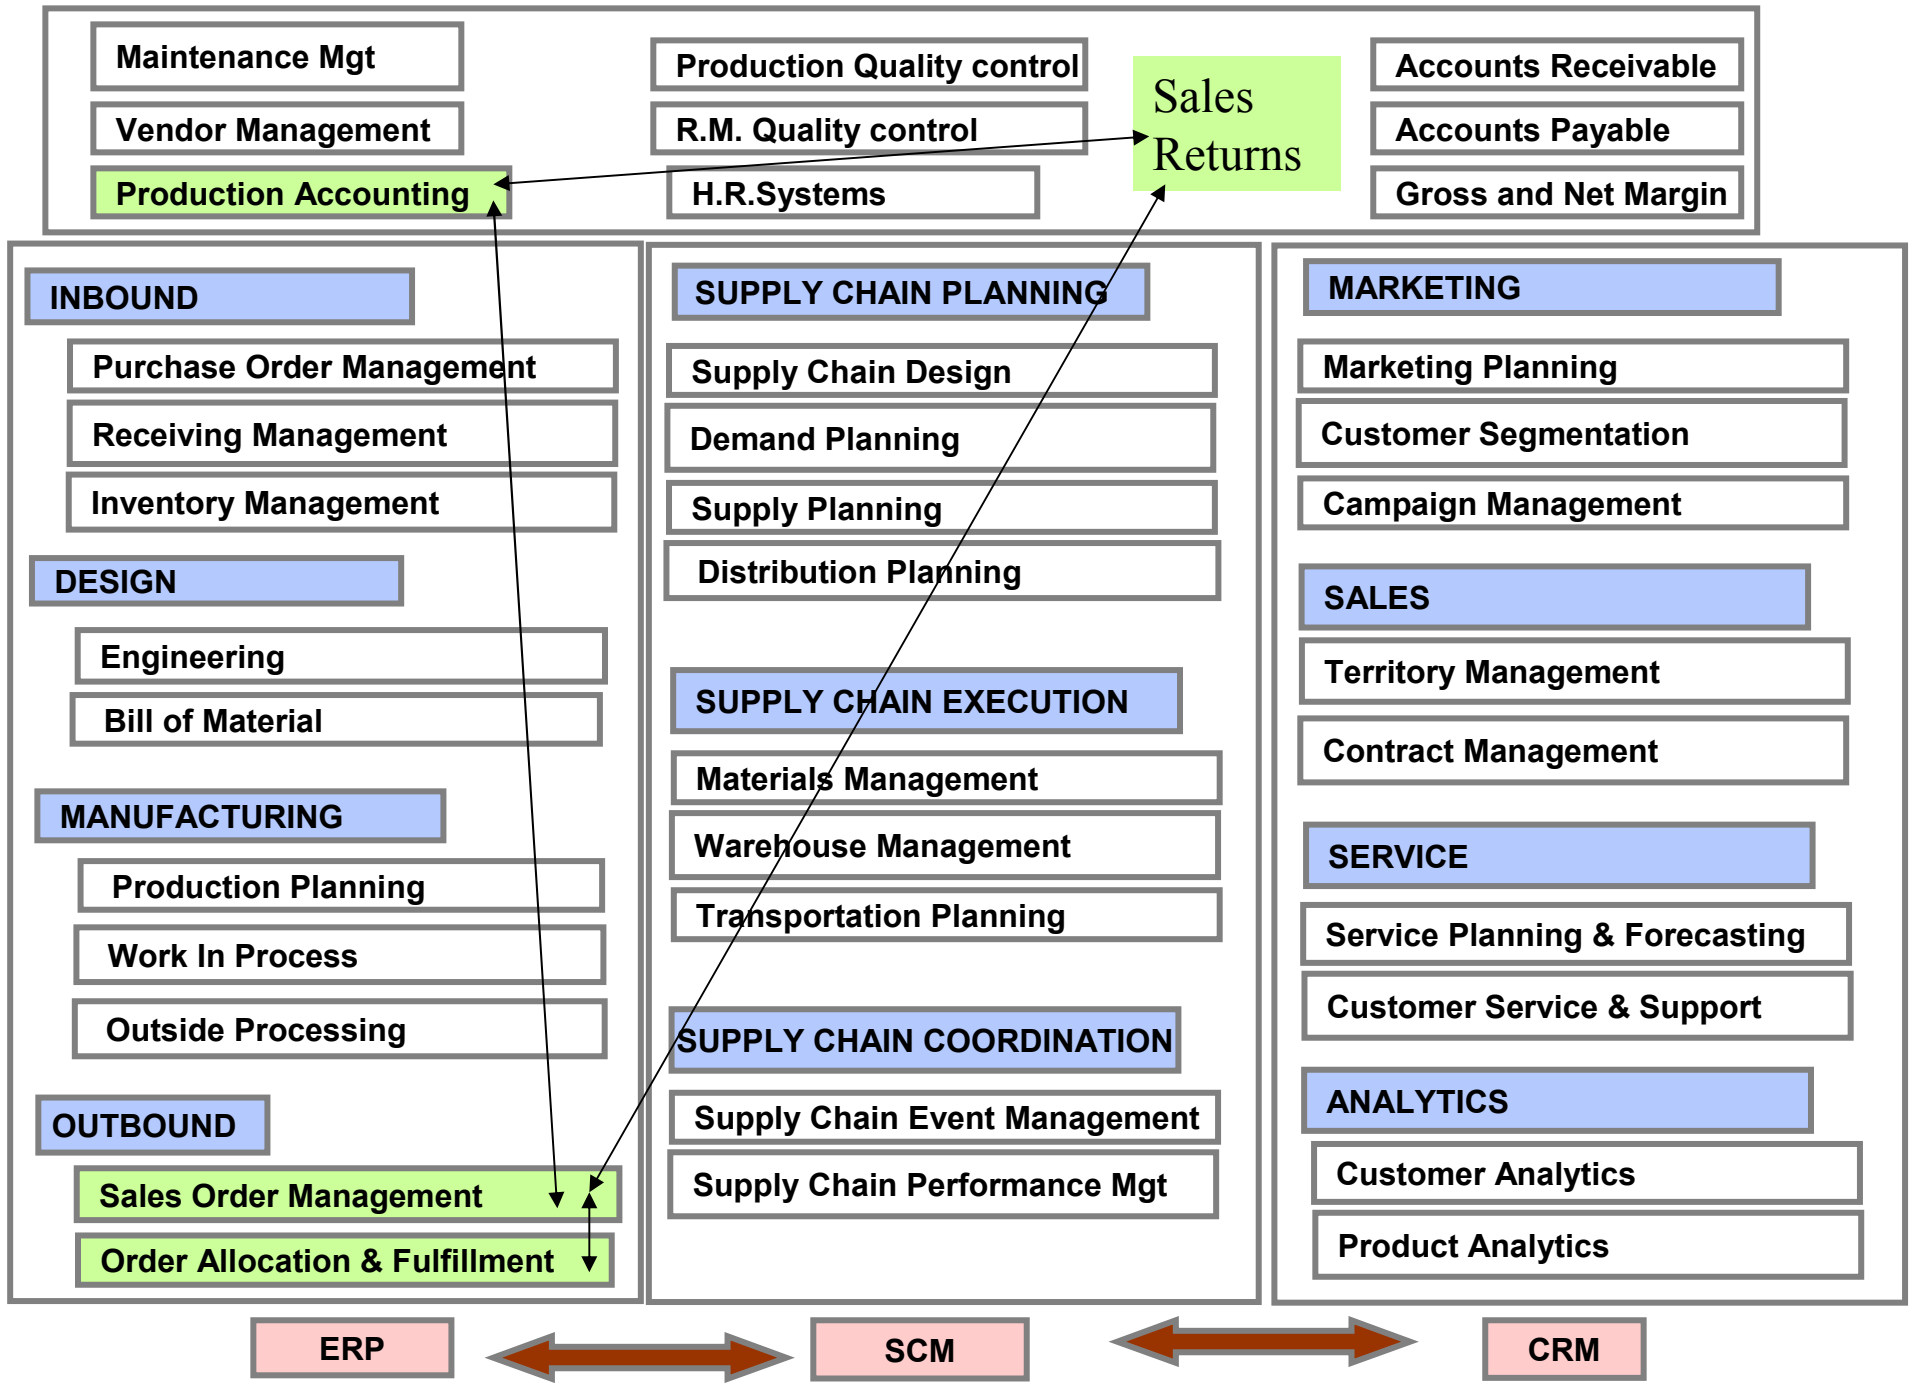 Maintenance Mgt
Vendor Management
Production Accounting
Production Quality control
R.M. Quality control
H.R.Systems
Sales
Returns
Accounts Receivable
Accounts Payable
Gross and Net Margin
INBOUND
Purchase Order Management
Receiving Management
Inventory Management
DESIGN
Engineering
Bill of Material
MANUFACTURING
Production Planning
Work In Process
Outside Processing
OUTBOUND
Sales Order Management
Order Allocation & Fulfillment
SUPPLY CHAIN PLANNING
Supply Chain Design
Demand Planning
Supply Planning
Distribution Planning
SUPPLY CHAIN EXECUTION
Materials Management
Warehouse Management
Transportation Planning
SUPPLY CHAIN COORDINATION
Supply Chain Event Management
Supply Chain Performance Mgt
MARKETING
Marketing Planning
Customer Segmentation
Campaign Management
SALES
Territory Management
Contract Management
SERVICE
Service Planning & Forecasting
Customer Service & Support
ANALYTICS
Customer Analytics
Product Analytics
ERP
SCM
CRM